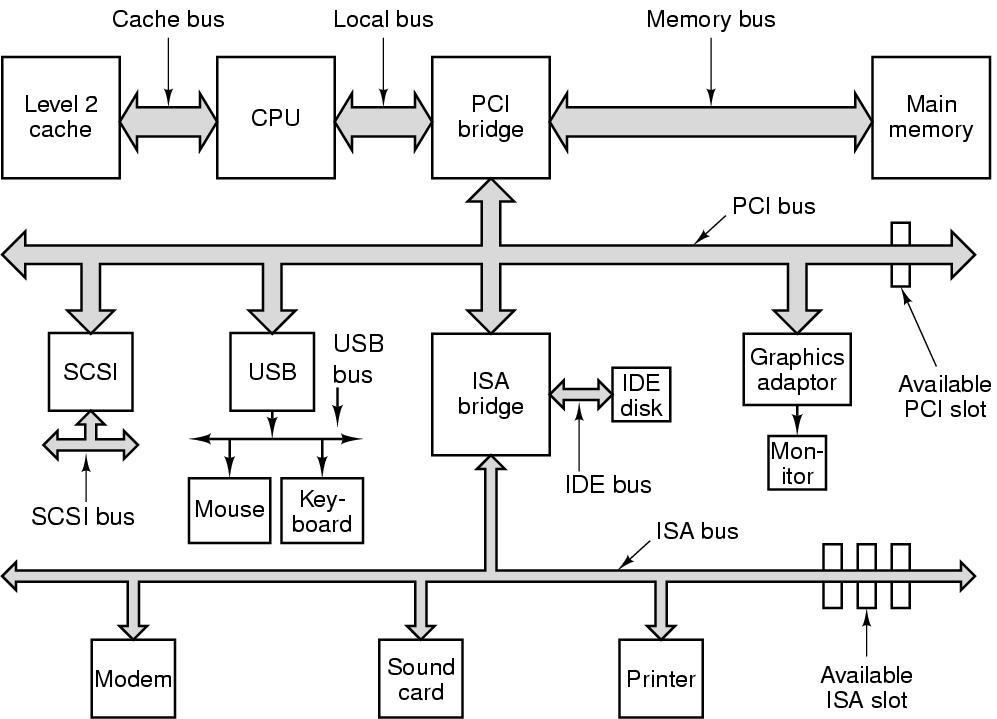 Cache bus
Local bus
Memory bus
Level 2
cache
CPU
PCI
bridge
Main
memory
PCI bus
SCSI
USB
USB
bus
ISA
bridge
IDE
disk
Graphics
adaptor
Available
PCI slot
Mon-
itor
IDE bus
SCSI bus
Mouse
Key-
board
ISA bus
Modem
Sound
card
Printer
Available
ISA slot